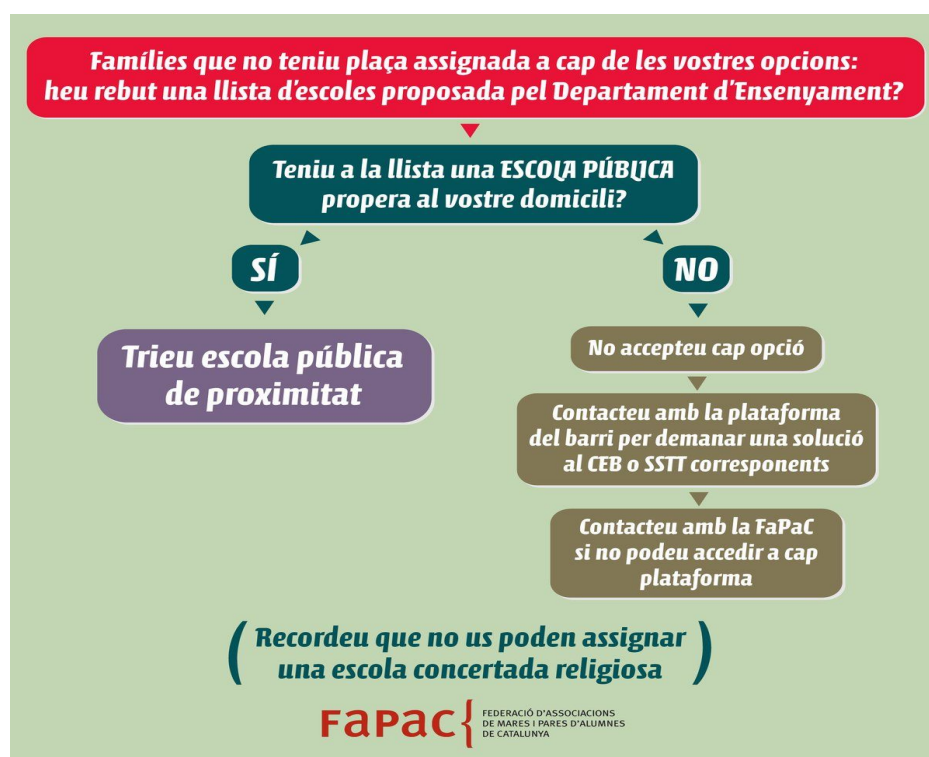 Famílies que no teniu plaça assignada a cap de les vostres opcions:
heu rebut una llista d'escoles proposada pel Departament d'Ensenyament?
Teniu a la llista una ESCOLA PÚBLICA
propera al vostre domicili?
SÍ
NO
Trieu escola pública
de proximitat
No accepteu cap opció
Contacteu amb la plataforma
del barri per demanar una solució
al CEB o SSTT corresponents
Contacteu amb la FaPaC
si no podeu accedir a cap
plataforma
(Recordeu que no us poden assignar
una escola concertada religiosa)
FaPaC{
FEDERACIÓ D'ASSOCIACIONS
DE MARES I PARES D'ALUMNES
DE CATALUNYA